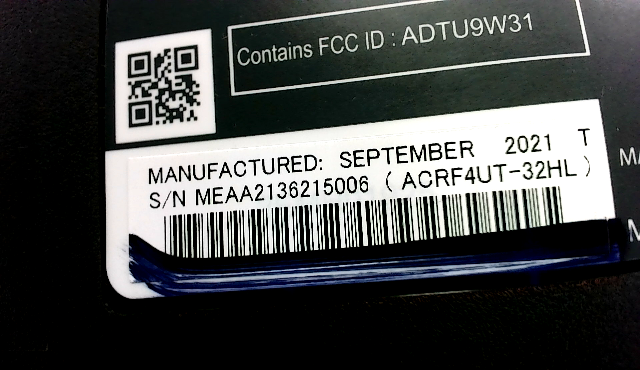 Contains FCC ID : ADTU9W31
MANUFACTURED: SEPTEMBER 2021 T
S/N MEAA2136215006 ( ACRF4UT-32HL )